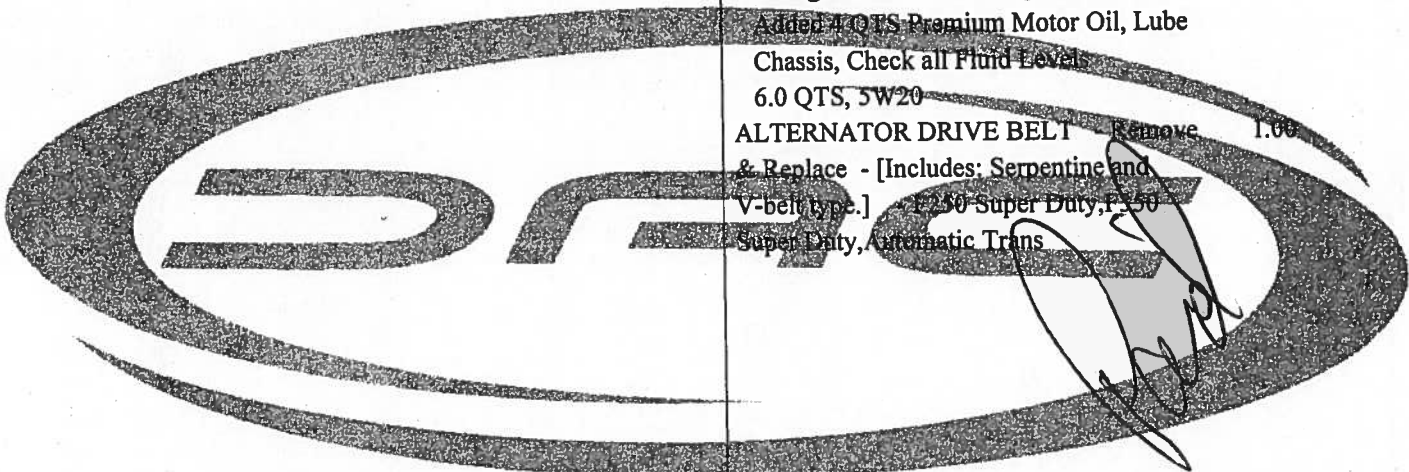 Added 4 QTS Premium Motor Oil, Lube
Chassis, Check all Fluid Levels
6.0 QTS, 5W20
ALTERNATOR DRIVE BELT - Remove 1.00
& Replace - [Includes: Serpentine and
V-belt type.] - F250 Super Duty,F350
Super Duty,Automatic Trans